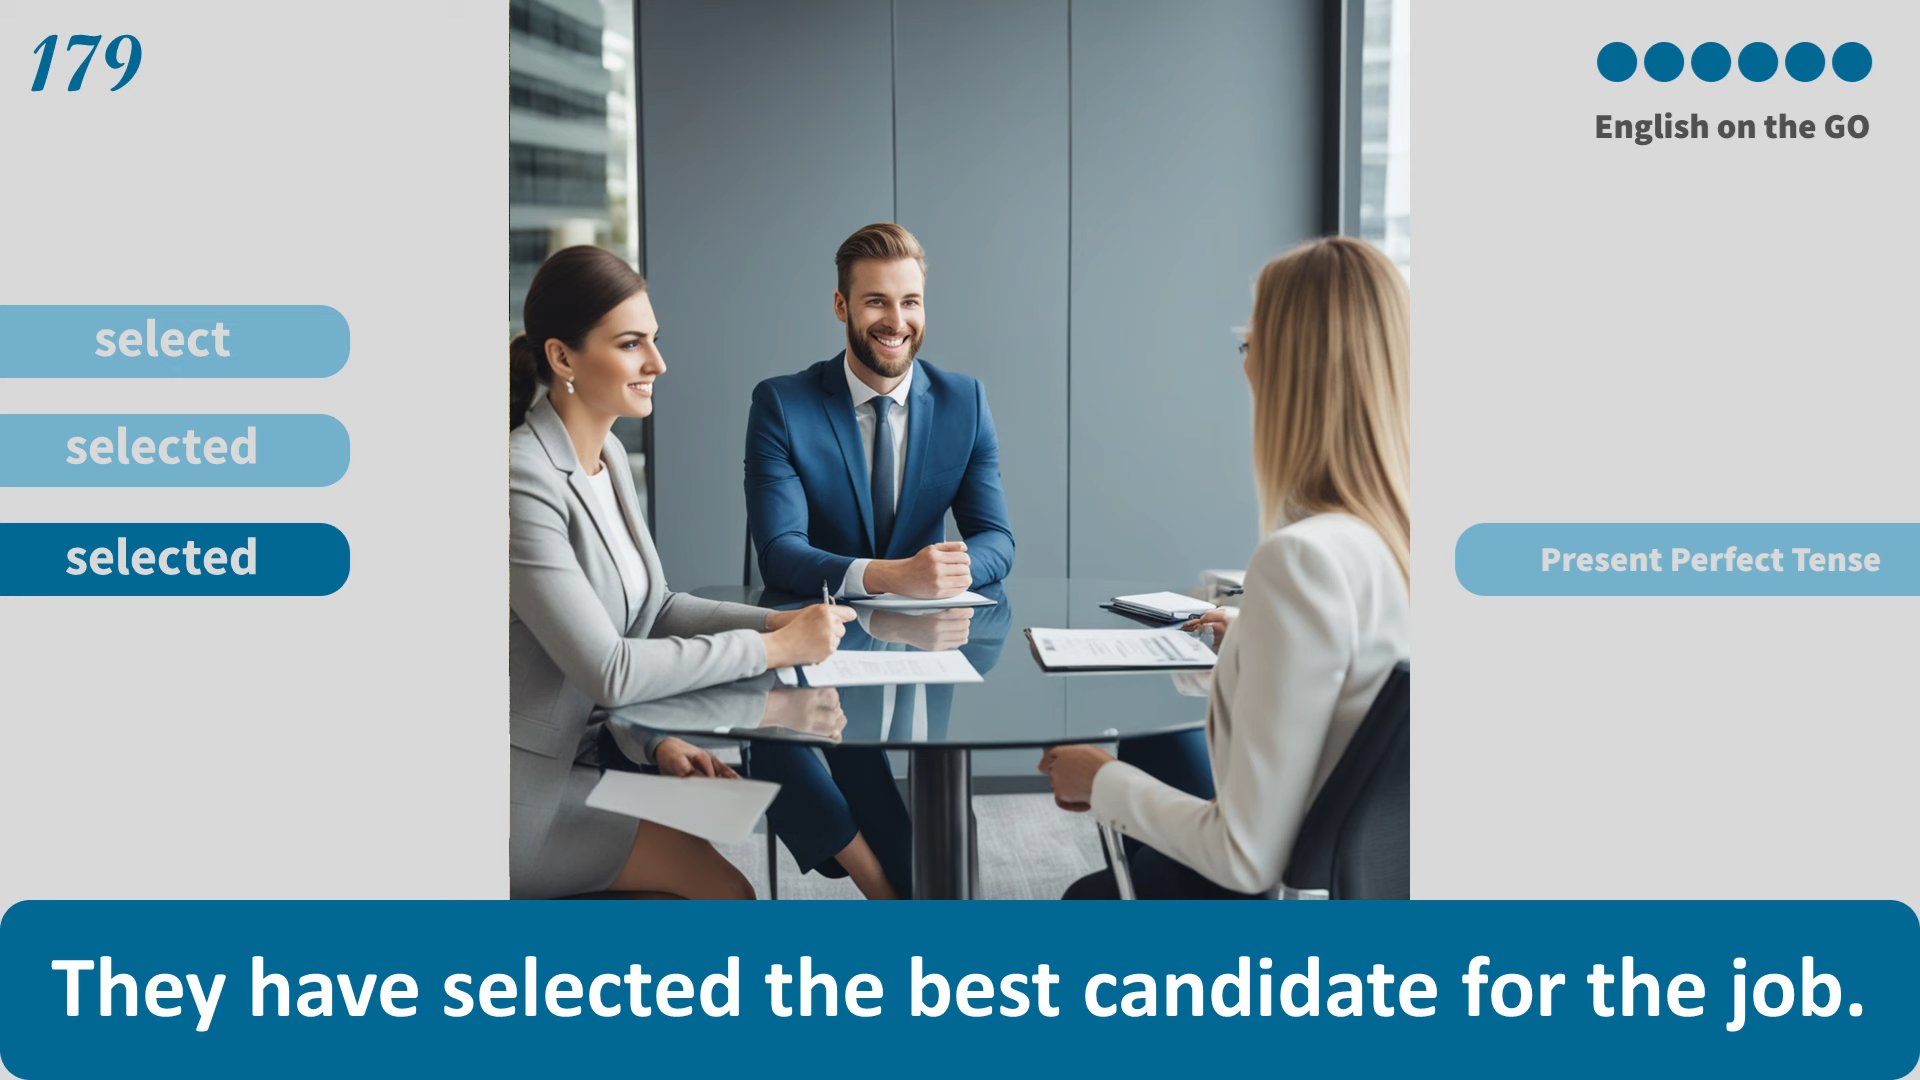 179
English on the GO
select
selected
selected
Present Perfect Tense
They have selected the best candidate for the job.